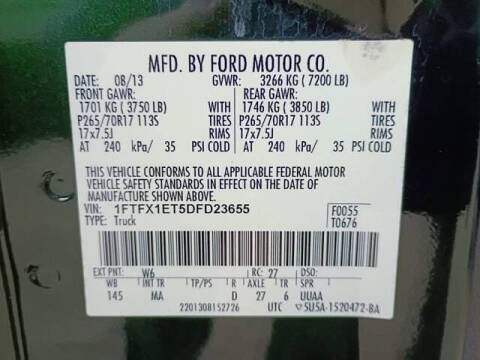 MFD. BY FORD MOTOR CO.
DATE: 08/13 GVWR: 3266 KG (7200 LB)
FRONT GAWR: REAR GAWR:
1701 KG (3750 LB) WITH 1746 KG (3850 LB) WITH
P265/70R17 113S TIRES P265/70R17 113S TIRES
17x7.5J RIMS 17x7.5J RIMS
AT 240 kPa/ 35 PSI COLD AT 240 kPa/ 35 PSI COLD
THIS VEHICLE CONFORMS TO ALL APPLICABLE FEDERAL MOTOR
VEHICLE SAFETY STANDARDS IN EFFECT ON THE DATE OF
MANUFACTURE SHOWN ABOVE.
VIN: 1FTFX1ET5DFD23655 F0055
TYPE: Truck T0676
EXT PNT: W6 RC: 27 DSO:
WB INT TR TP/PS R AXLE TR SPR
145 MA D 27 6 UUAA
2201308152726 UTC ▽5U5A-1520472-BA